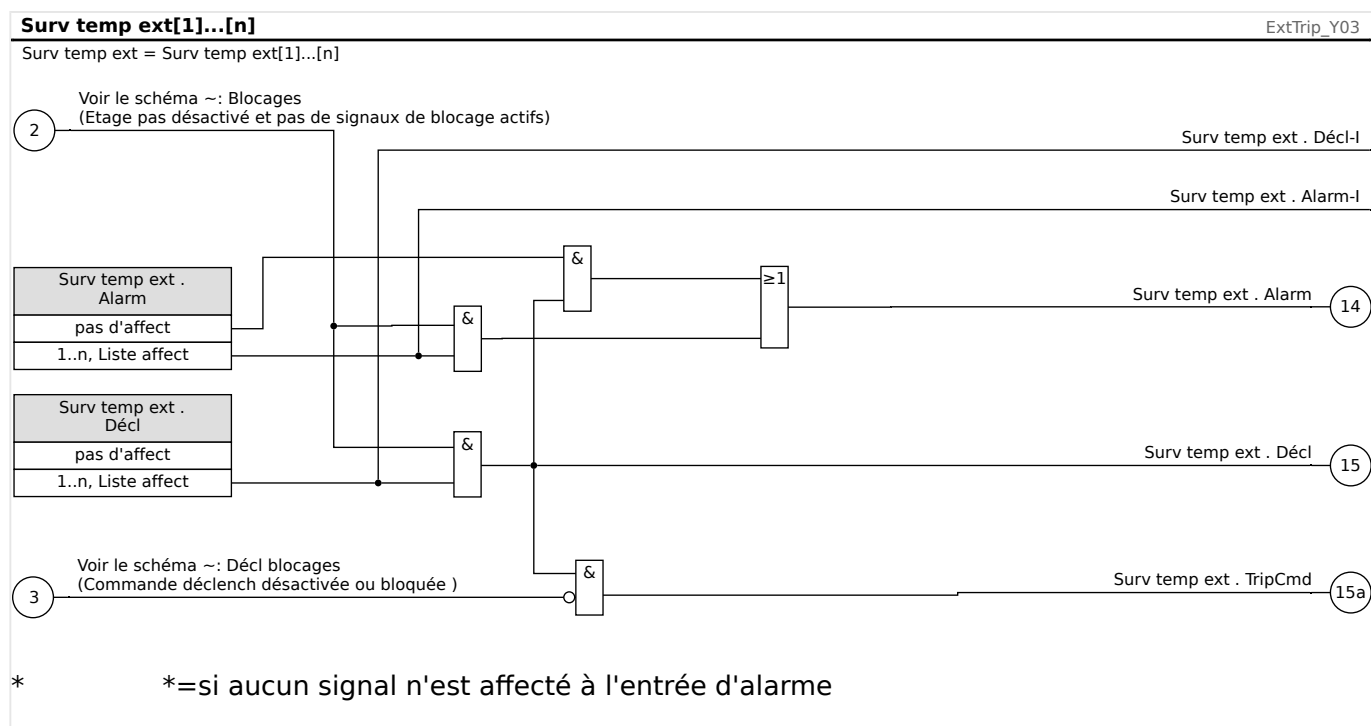 Surv temp ext[1]...[n]
ExtTrip_Y03
Surv temp ext = Surv temp ext[1]...[n]
Voir le schéma ~: Blocages
(Etage pas désactivé et pas de signaux de blocage actifs)
2
Surv temp ext . Décl-I
Surv temp ext . Alarm-I
&
Surv temp ext .
Alarm
≥1
Surv temp ext . Alarm
14
pas d'affect
&
1..n, Liste affect
Surv temp ext .
Décl
&
pas d'affect
Surv temp ext . Décl
15
1..n, Liste affect
Voir le schéma ~: Décl blocages
(Commande déclench désactivée ou bloquée )
3
&
Surv temp ext . TripCmd
15a
*
*=si aucun signal n'est affecté à l'entrée d'alarme